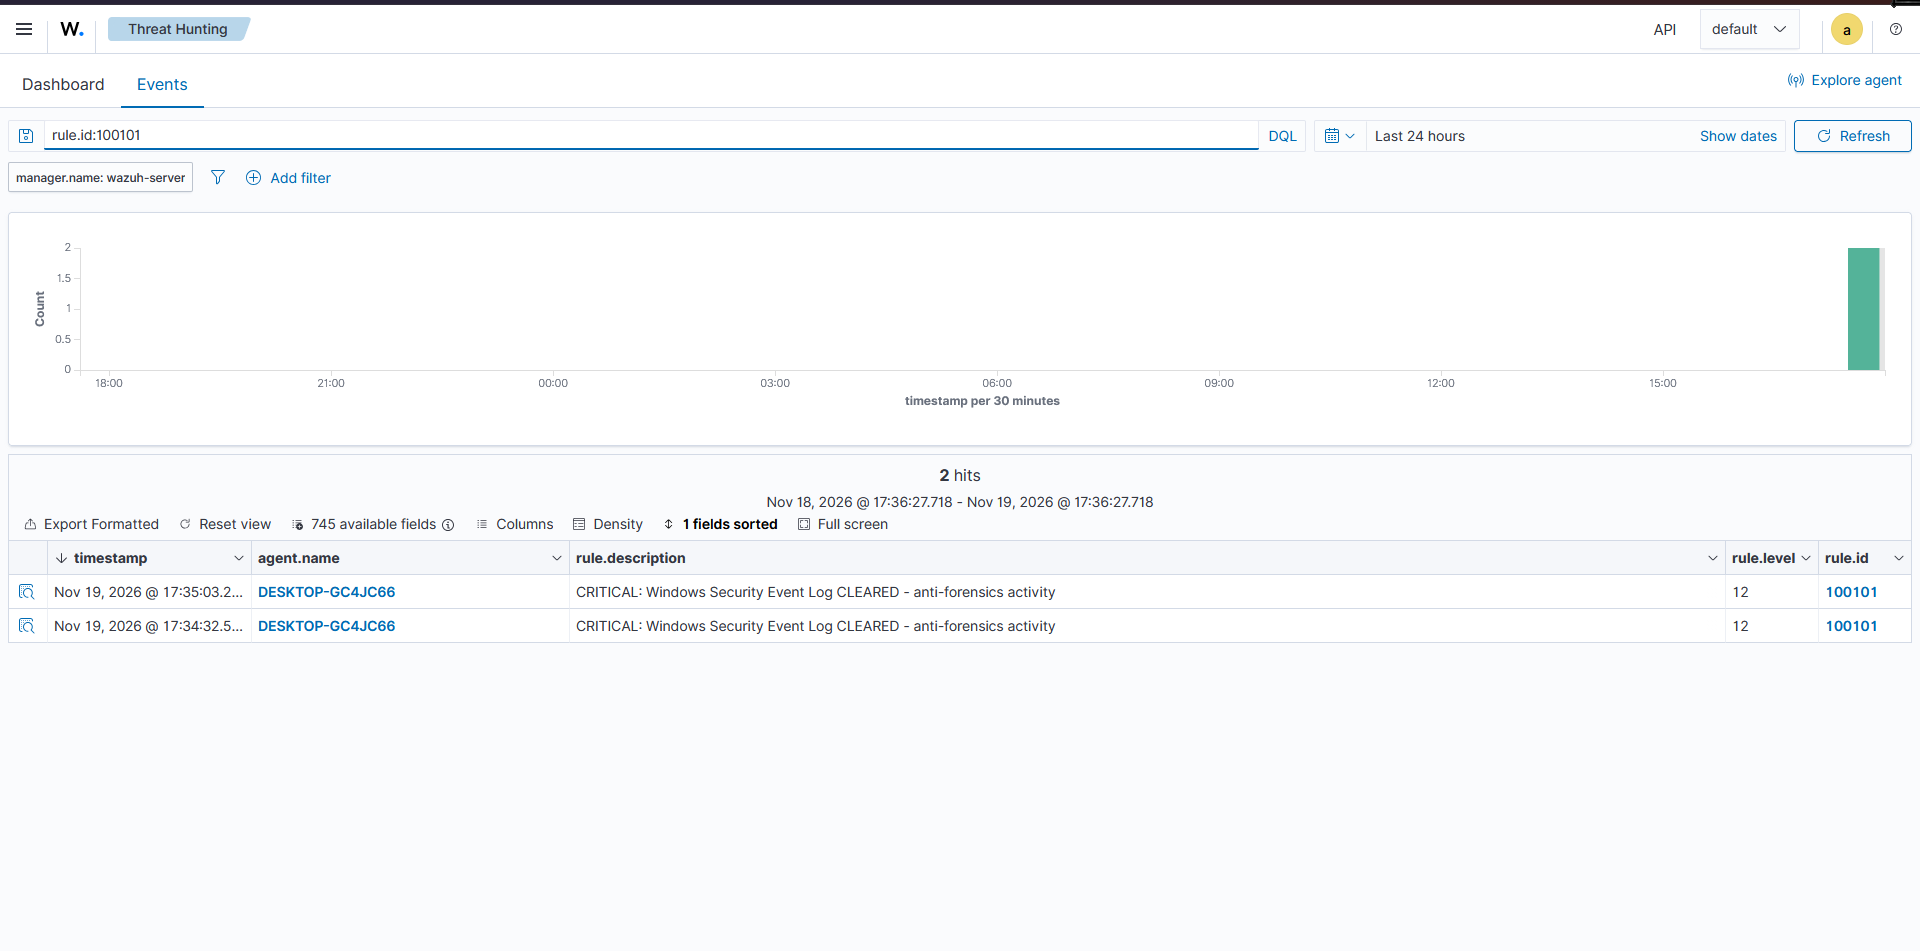 W. Threat Hunting API default a
Dashboard Events Explore agent
rule.id:100101 DQL Last 24 hours Show dates Refresh
manager.name: wazuh-server Add filter
2
1.5
1
0.5
0
Count
18:00 21:00 00:00 03:00 06:00 09:00 12:00 15:00
timestamp per 30 minutes
2 hits
Nov 18, 2026 @ 17:36:27.718 - Nov 19, 2026 @ 17:36:27.718
Export Formatted Reset view 745 available fields Columns Density 1 fields sorted Full screen
timestamp agent.name rule.description rule.level rule.id
Nov 19, 2026 @ 17:35:03.2... DESKTOP-GC4JC66 CRITICAL: Windows Security Event Log CLEARED - anti-forensics activity 12 100101
Nov 19, 2026 @ 17:34:32.5... DESKTOP-GC4JC66 CRITICAL: Windows Security Event Log CLEARED - anti-forensics activity 12 100101